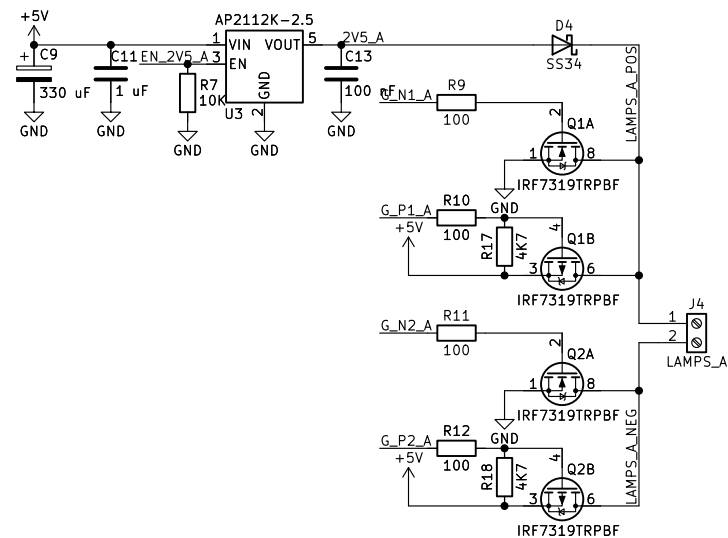 +5V
AP2112K-2.5
D4
SS34
C9
+
330 uF
GND
C11
1 uF
GND
EN_2V5_A
R7
10K
GND
1
VIN
VOUT
5
3
EN
GND
2
U3
GND
2V5_A
C13
100 nF
GND
LAMPS_A_POS
G_N1_A
R9
100
2
Q1A
1
8
IRF7319TRPBF
GND
G_P1_A
R10
100
+5V
R17
4K7
4
Q1B
3
6
IRF7319TRPBF
J4
1
2
LAMPS_A
G_N2_A
R11
100
2
Q2A
1
8
IRF7319TRPBF
GND
LAMPS_A_NEG
G_P2_A
R12
100
+5V
R18
4K7
4
Q2B
3
6
IRF7319TRPBF